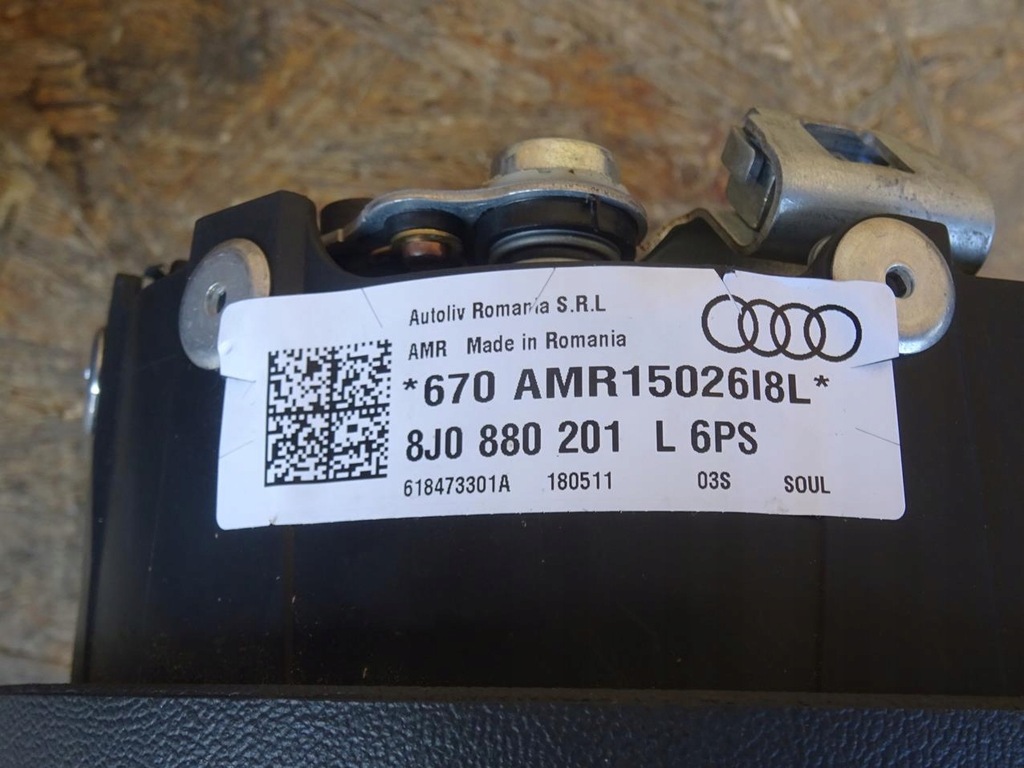 Autoliv Romania S.R.L
AMR Made in Romania
*670 AMR15026I8L*
8J0 880 201 L 6PS
618473301A 180511 03S SOUL